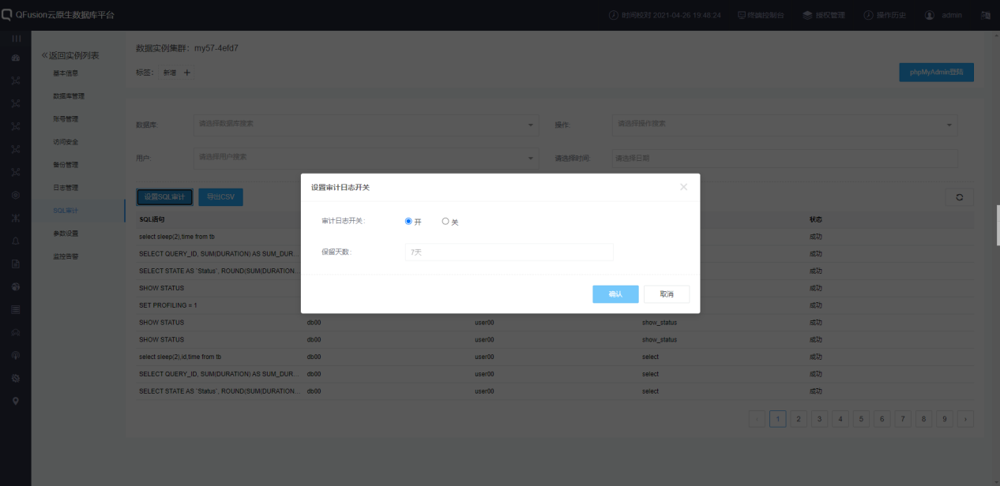 QFusion云原生数据库平台
时间校对 2021-04-26 19:48:24 终端控制台 授权管理 操作历史 admin
«返回实例列表
基本信息
数据库管理
账号管理
访问安全
备份管理
日志管理
SQL审计
参数设置
监控告警
数据实例集群: my57-4efd7
标签: 新增 +
phpMyAdmin登陆
数据库: 请选择数据库搜索 操作: 请选择操作搜索
用户: 请选择用户搜索 请选择时间: 请选择日期
设置SQL审计 导出CSV
设置审计日志开关
审计日志开关: 开 关
保留天数: 7天
确认 取消
SQL语句 状态
select sleep(2),time from tb 成功
SELECT QUERY_ID, SUM(DURATION) AS SUM_DUR... 成功
SELECT STATE AS `Status`, ROUND(SUM(DURATION... 成功
SHOW STATUS 成功
SET PROFILING = 1 成功
SHOW STATUS db00 user00 show_status 成功
SHOW STATUS db00 user00 show_status 成功
select sleep(2),id,time from tb db00 user00 select 成功
SELECT QUERY_ID, SUM(DURATION) AS SUM_DUR... db00 user00 select 成功
SELECT STATE AS `Status`, ROUND(SUM(DURATION... db00 user00 select 成功
‹ 1 2 3 4 5 6 7 8 9 ›